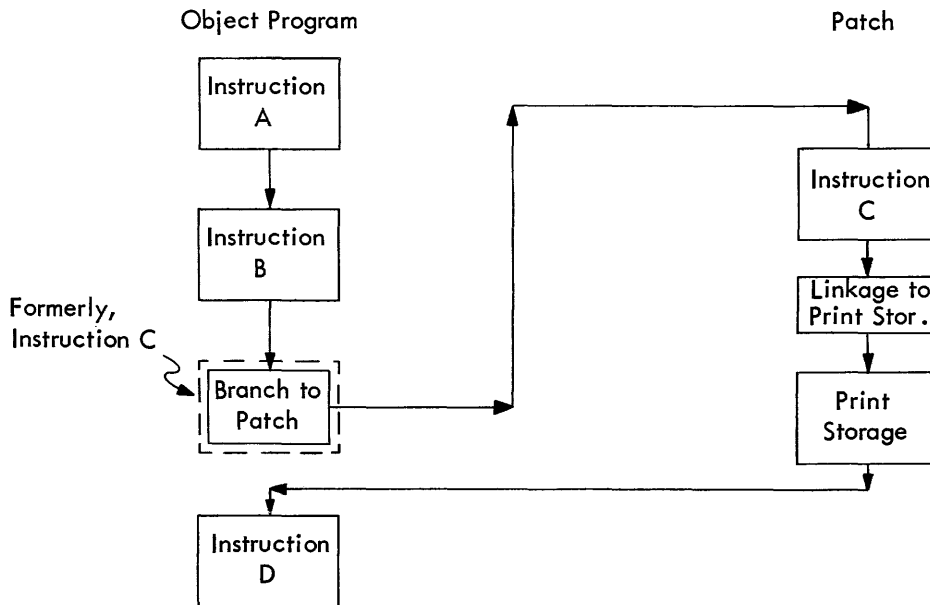 Object Program
Patch
Instruction
A
Instruction
B
Formerly,
Instruction C
Branch to
Patch
Instruction
C
Linkage to
Print Stor.
Print
Storage
Instruction
D